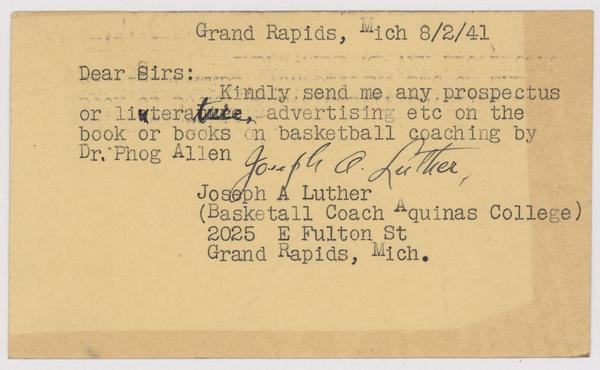 Grand Rapids, Mich 8/2/41
Dear Sirs:
Kindly send me any prospectus
or literature, advertising etc on the
book or books on basketball coaching by
Dr. Phog Allen
Joseph A. Luther,
Joseph A Luther
(Basketall Coach Aquinas College)
2025 E Fulton St
Grand Rapids, Mich.